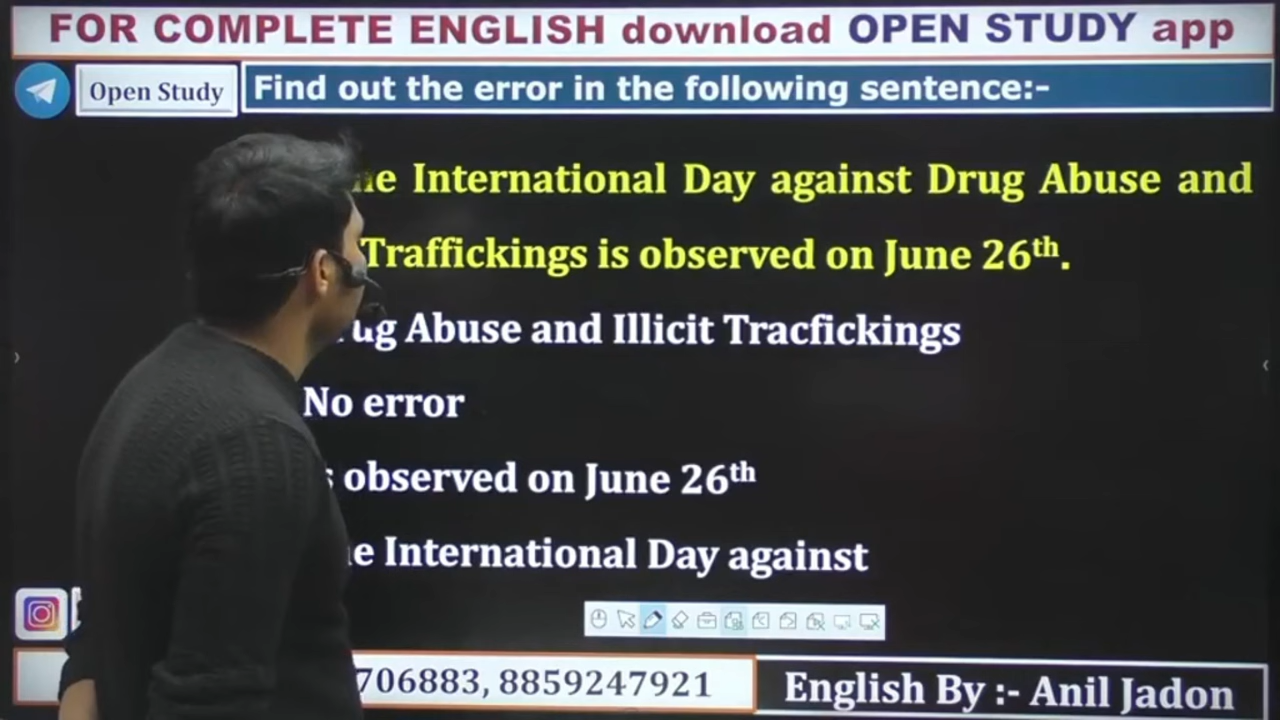 FOR COMPLETE ENGLISH download OPEN STUDY app
Open Study
Find out the error in the following sentence:-
International Day against Drug Abuse and
Traffickings is observed on June 26th.
Abuse and Illicit Tracfickings
No error
observed on June 26th
International Day against
706883, 8859247921
English By :- Anil Jadon